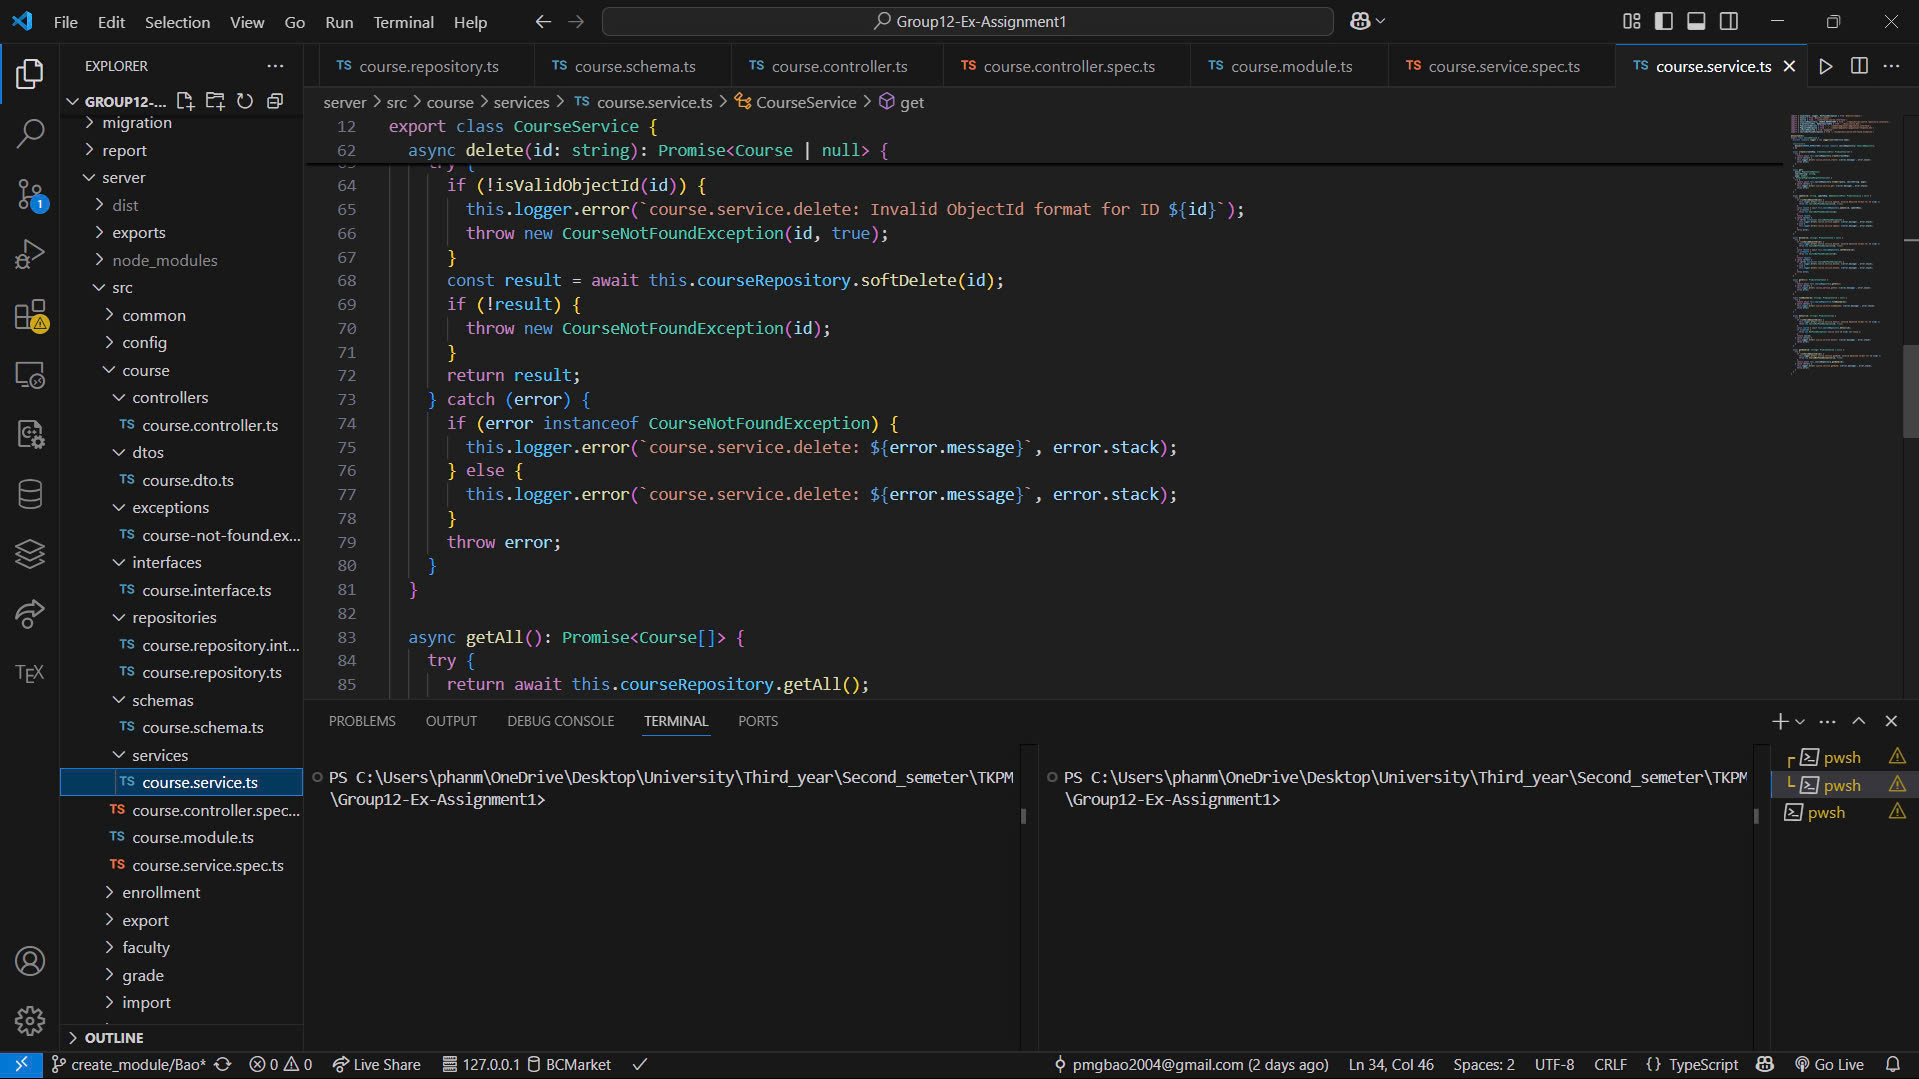 File Edit Selection View Go Run Terminal Help
Group12-Ex-Assignment1
EXPLORER
GROUP12-...
migration
report
server
dist
exports
node_modules
src
common
config
course
controllers
TS course.controller.ts
dtos
TS course.dto.ts
exceptions
TS course-not-found.ex...
interfaces
TS course.interface.ts
repositories
TS course.repository.int...
TS course.repository.ts
schemas
TS course.schema.ts
services
TS course.service.ts
TS course.controller.spec...
TS course.module.ts
TS course.service.spec.ts
enrollment
export
faculty
grade
import
OUTLINE
1
TEX
TS course.repository.ts TS course.schema.ts TS course.controller.ts TS course.controller.spec.ts TS course.module.ts TS course.service.spec.ts TS course.service.ts
server > src > course > services > TS course.service.ts > CourseService > get
12 export class CourseService {
62 async delete(id: string): Promise<Course | null> {
64 if (!isValidObjectId(id)) {
65 this.logger.error(`course.service.delete: Invalid ObjectId format for ID ${id}`);
66 throw new CourseNotFoundException(id, true);
67 }
68 const result = await this.courseRepository.softDelete(id);
69 if (!result) {
70 throw new CourseNotFoundException(id);
71 }
72 return result;
73 } catch (error) {
74 if (error instanceof CourseNotFoundException) {
75 this.logger.error(`course.service.delete: ${error.message}`, error.stack);
76 } else {
77 this.logger.error(`course.service.delete: ${error.message}`, error.stack);
78 }
79 throw error;
80 }
81 }
82
83 async getAll(): Promise<Course[]> {
84 try {
85 return await this.courseRepository.getAll();
PROBLEMS OUTPUT DEBUG CONSOLE TERMINAL PORTS
PS C:\Users\phanm\OneDrive\Desktop\University\Third_year\Second_semeter\TKPM
\Group12-Ex-Assignment1>
PS C:\Users\phanm\OneDrive\Desktop\University\Third_year\Second_semeter\TKPM
\Group12-Ex-Assignment1>
pwsh
pwsh
pwsh
create_module/Bao* 0 0 Live Share 127.0.0.1 BCMarket pmgbao2004@gmail.com (2 days ago) Ln 34, Col 46 Spaces: 2 UTF-8 CRLF {} TypeScript Go Live